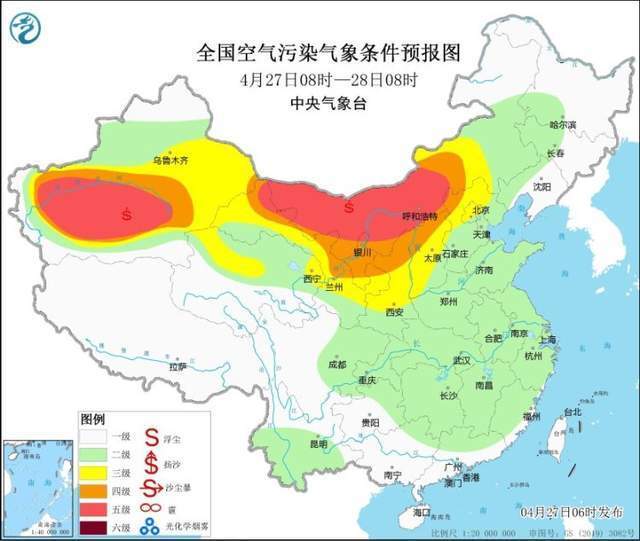 全国空气污染气象条件预报图
4月27日08时—28日08时
中央气象台
哈尔滨
长春
沈阳
乌鲁木齐
呼和浩特
北京
天津
银川
石家庄
太原
济南
西宁
兰州
西安
郑州
拉萨
成都
重庆
武汉
合肥
南京
上海
杭州
南昌
长沙
贵阳
昆明
福州
台北
广州
香港
澳门
南宁
海口
图例
一级
二级
三级
四级
五级
六级
浮尘
扬沙
沙尘暴
霾
光化学烟雾
04月27日06时发布
比例尺 1:20 000 000 审图号: GS (2019) 3082号
1:40 000 000